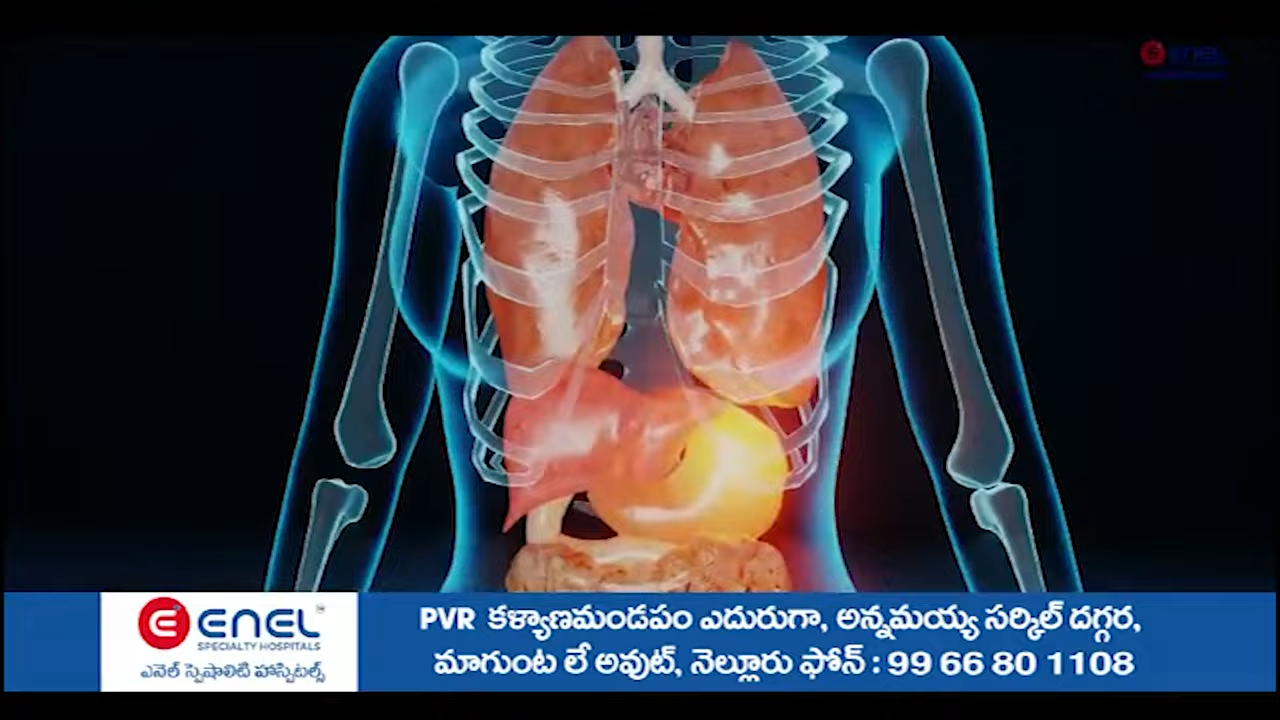 ENEL
ENEL
SPECIALTY HOSPITALS
ఎనెల్ స్పెషాలిటి హాస్పిటల్స్
PVR కళ్యాణమండపం ఎదురుగా, అన్నమయ్య సర్కిల్ దగ్గర,
మాగుంట లే అవుట్, నెల్లూరు ఫోన్ : 99 66 80 1108